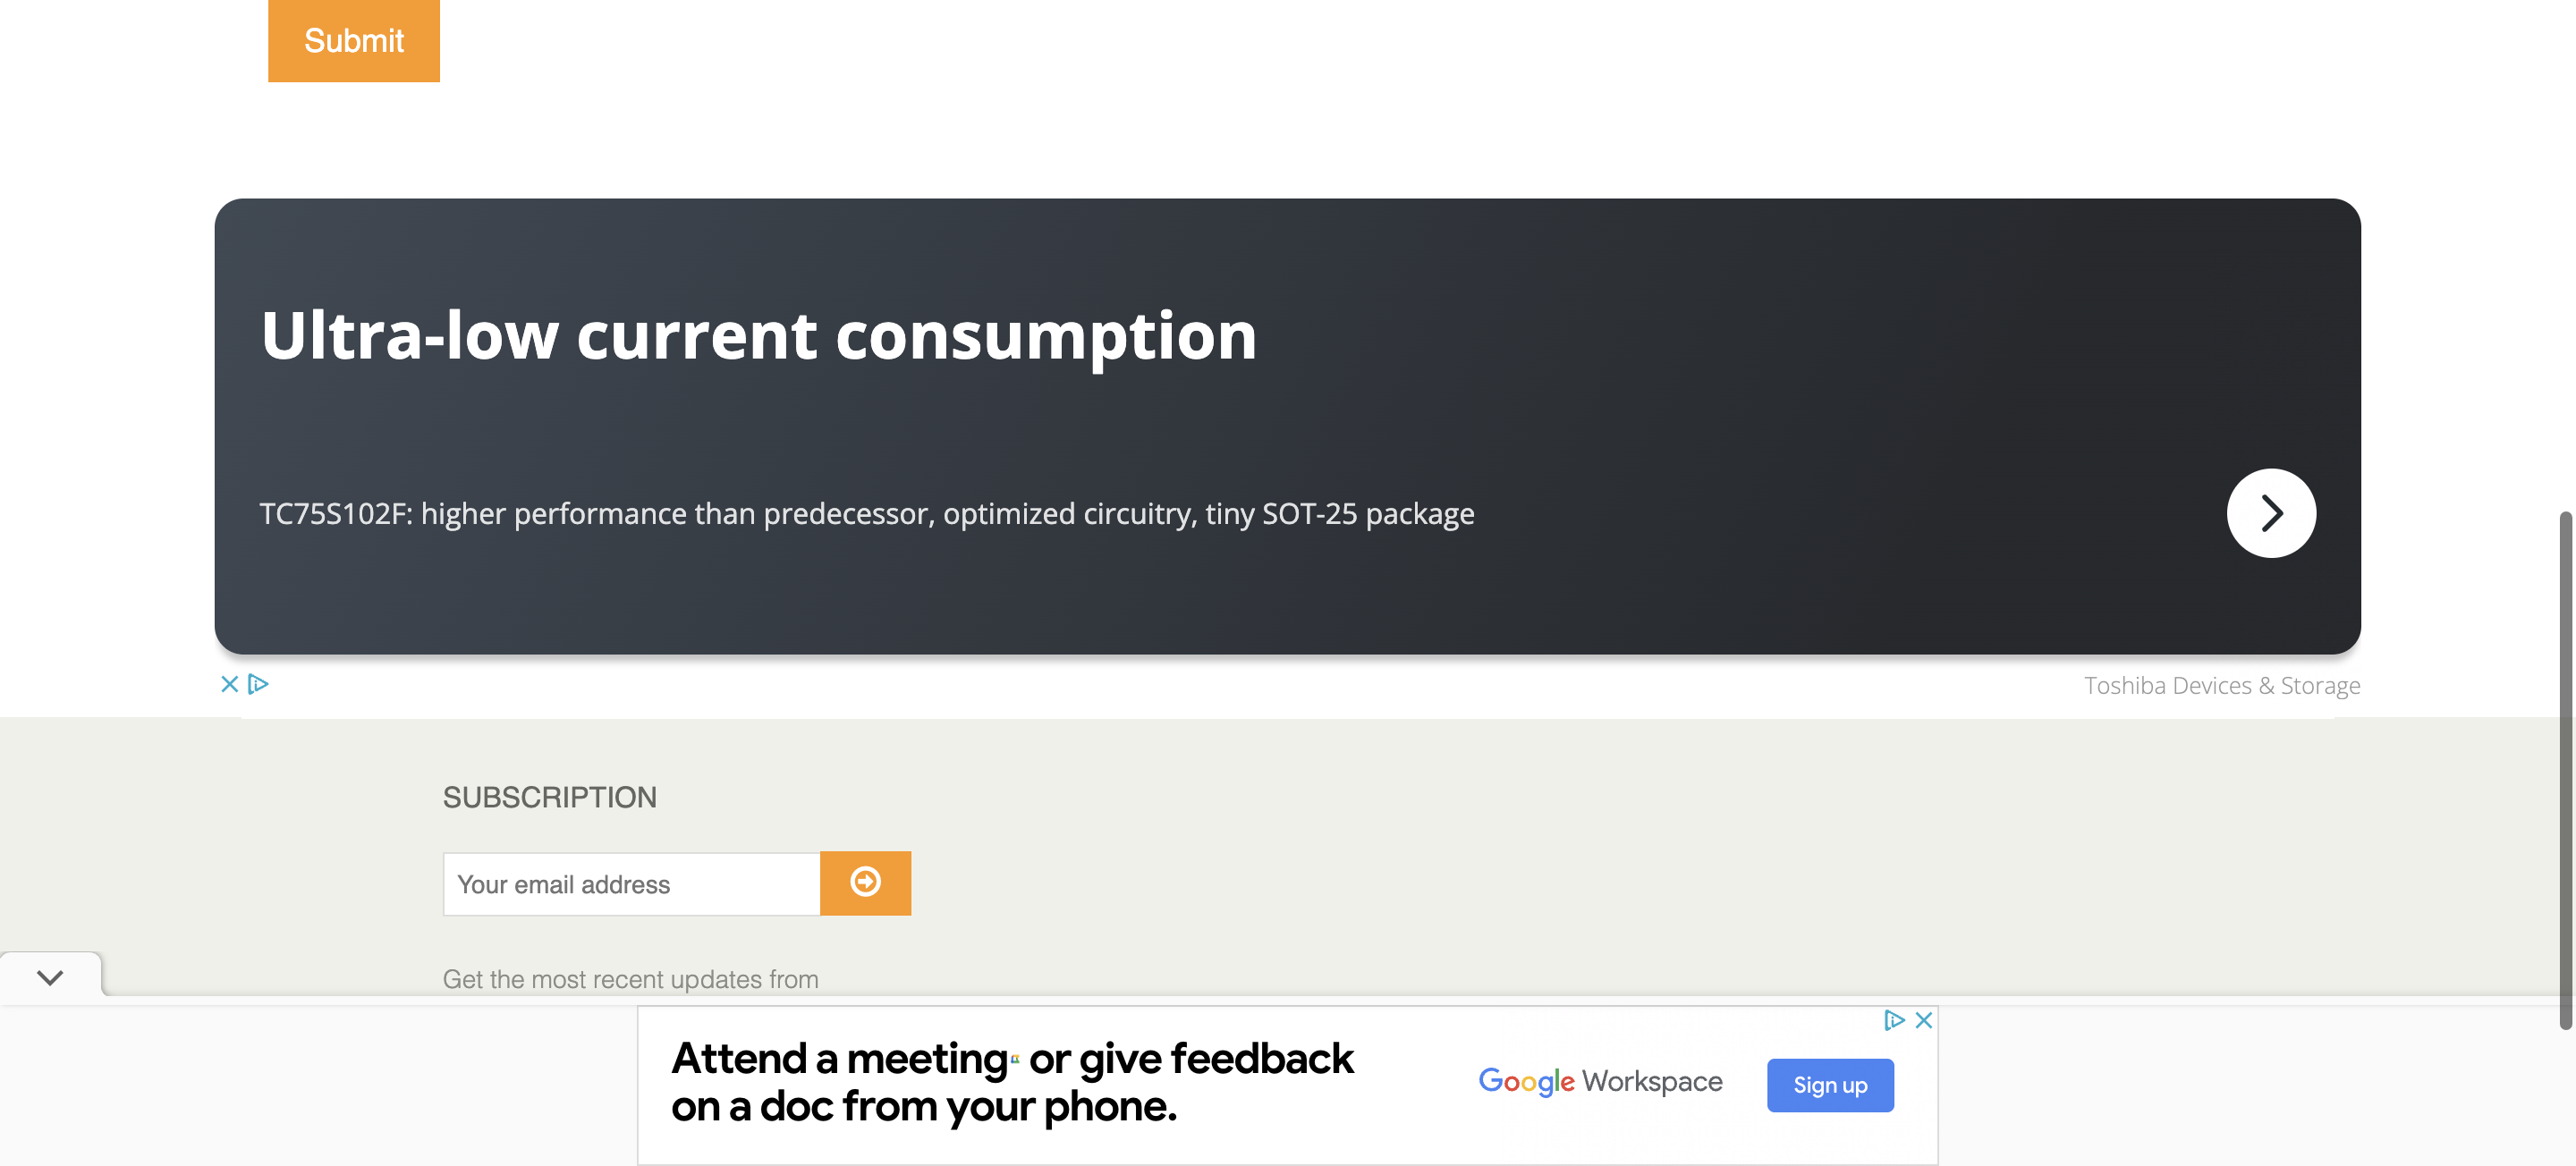 Submit
Ultra-low current consumption
TC75S102F: higher performance than predecessor, optimized circuitry, tiny SOT-25 package
Toshiba Devices & Storage
SUBSCRIPTION
Your email address
Get the most recent updates from
Attend a meeting or give feedback
on a doc from your phone.
Google Workspace
Sign up